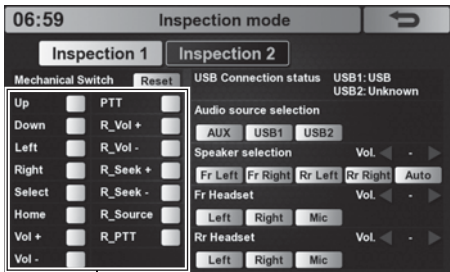 06:59 Inspection mode
Inspection 1 Inspection 2
Mechanical Switch Reset
Up PTT
Down R_Vol +
Left R_Vol -
Right R_Seek +
Select R_Seek -
Home R_Source
Vol + R_PTT
Vol -
USB Connection status USB1: USB
USB2: Unknown
Audio source selection
AUX USB1 USB2
Speaker selection Vol. -
Fr Left Fr Right Rr Left Rr Right Auto
Fr Headset Vol. -
Left Right Mic
Rr Headset Vol. -
Left Right Mic